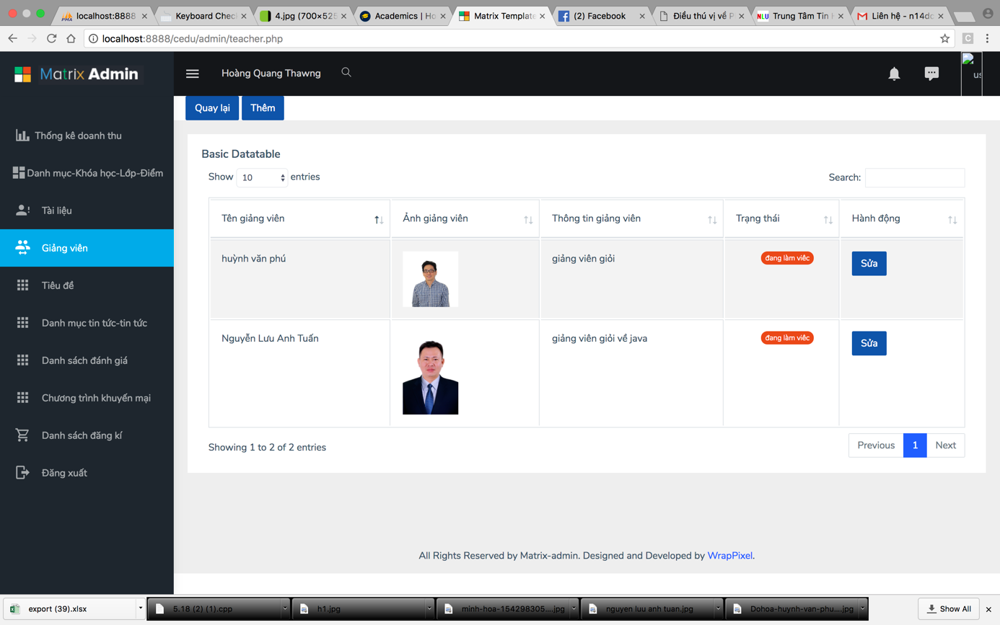 localhost:8888
Keyboard Chec
4.jpg (700×525
Academics | Ho
Matrix Template
(2) Facebook
Điều thú vị về P
NLU Trung Tâm Tin H
Liên hệ - n14dc
localhost:8888/cedu/admin/teacher.php
Matrix Admin
Hoàng Quang Thawng
us
Quay lại
Thêm
Thống kê doanh thu
Danh mục-Khóa học-Lớp-Điểm
Tài liệu
Giảng viên
Tiêu đề
Danh mục tin tức-tin tức
Danh sách đánh giá
Chương trình khuyến mại
Danh sách đăng kí
Đăng xuất
Basic Datatable
Show 10 entries
Search:
Tên giảng viên
Ảnh giảng viên
Thông tin giảng viên
Trạng thái
Hành động
huỳnh văn phú
giảng viên giỏi
đang làm việc
Sửa
Nguyễn Lưu Anh Tuấn
giảng viên giỏi về java
đang làm việc
Sửa
Showing 1 to 2 of 2 entries
Previous 1 Next
All Rights Reserved by Matrix-admin. Designed and Developed by WrapPixel.
export (39).xlsx
5.18 (2) (1).cpp
h1.jpg
minh-hoa-154298305....jpg
nguyen luu anh tuan.jpg
Dohoa-huynh-van-phu....jpg
Show All